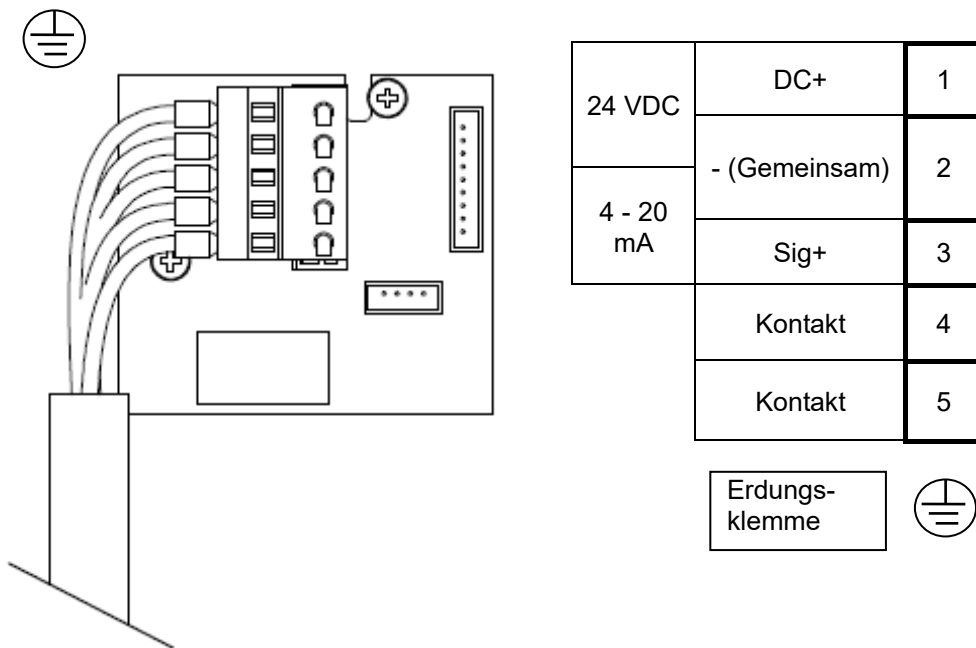 24 VDC
DC+
1
- (Gemeinsam)
2
4 - 20
mA
Sig+
3
Kontakt
4
Kontakt
5
Erdungs-
klemme